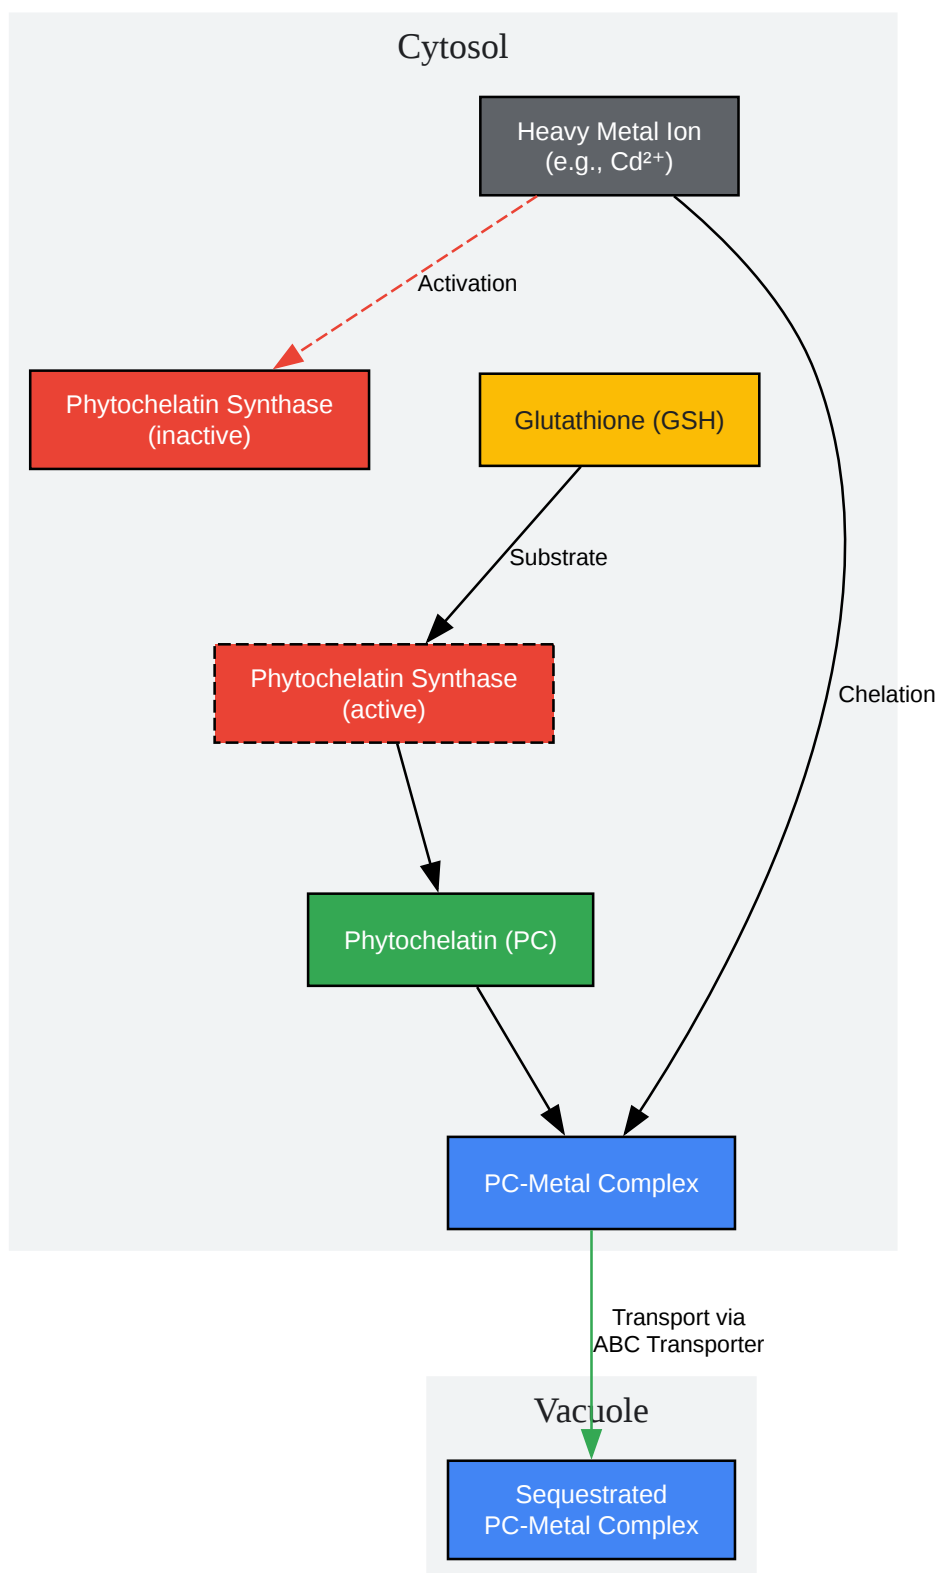 Cytosol
Heavy Metal Ion
(e.g., Cd²⁺)
Activation
Phytochelatin Synthase
(inactive)
Glutathione (GSH)
Substrate
Phytochelatin Synthase
(active)
Chelation
Phytochelatin (PC)
PC-Metal Complex
Transport via
ABC Transporter
Vacuole
Sequestrated
PC-Metal Complex